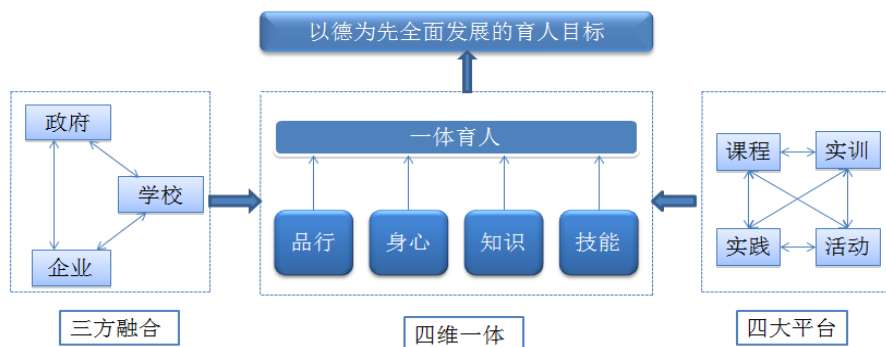 以德为先全面发展的育人目标
政府
学校
企业
三方融合
一体育人
品行
身心
知识
技能
四维一体
课程
实训
实践
活动
四大平台